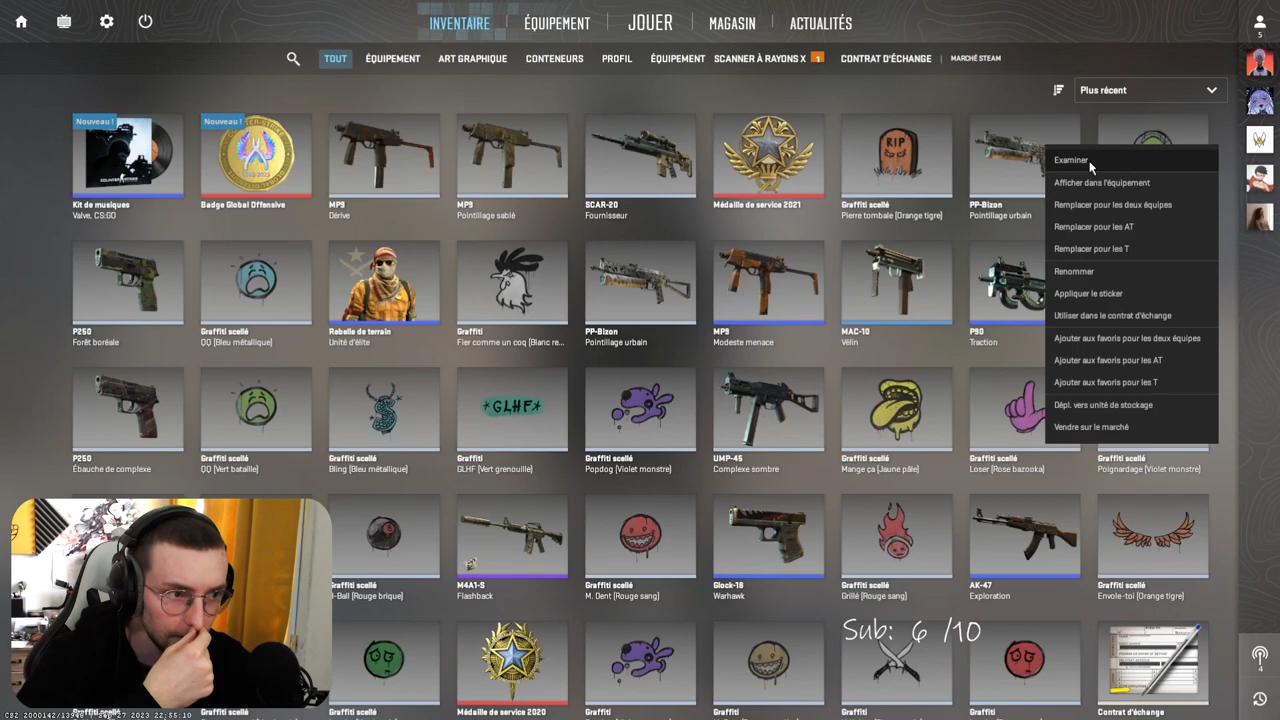 INVENTAIRE
ÉQUIPEMENT
JOUER
MAGASIN
ACTUALITÉS
5
TOUT
ÉQUIPEMENT
ART GRAPHIQUE
CONTENEURS
PROFIL
ÉQUIPEMENT
SCANNER À RAYONS X
1
CONTRAT D'ÉCHANGE
MARCHÉ STEAM
Plus récent
Nouveau !
Nouveau !
Kit de musiques
Valve, CS:GO
Badge Global Offensive
MP9
Dérive
MP9
Pointillage sablé
SCAR-20
Fournisseur
Médaille de service 2021
Graffiti scellé
Pierre tombale (Orange tigre)
PP-Bizon
Pointillage urbain
Examiner
Afficher dans l'équipement
Remplacer pour les deux équipes
Remplacer pour les AT
Remplacer pour les T
Renommer
Appliquer le sticker
Utiliser dans le contrat d'échange
Ajouter aux favoris pour les deux équipes
Ajouter aux favoris pour les AT
Ajouter aux favoris pour les T
Dépl. vers unité de stockage
Vendre sur le marché
P250
Forêt boréale
Graffiti scellé
QQ (Bleu métallique)
Rebelle de terrain
Unité d'élite
Graffiti
Fier comme un coq (Blanc re...
PP-Bizon
Pointillage urbain
MP9
Modeste menace
MAC-10
Vélin
P90
Traction
GLHF
P250
Ébauche de complexe
Graffiti scellé
QQ (Vert bataille)
Graffiti scellé
Bling (Bleu métallique)
Graffiti scellé
GLHF (Vert grenouille)
Graffiti scellé
Popdog (Violet monstre)
UMP-45
Complexe sombre
Graffiti scellé
Mange ça (Jaune pâle)
Graffiti scellé
Loser (Rose bazooka)
Graffiti scellé
Poignardage (Violet monstre)
RIP
Graffiti scellé
8-Ball (Rouge brique)
M4A1-S
Flashback
Graffiti scellé
M. Dent (Rouge sang)
Glock-18
Warhawk
Graffiti scellé
Grillé (Rouge sang)
AK-47
Exploration
Graffiti scellé
Envole-toi (Orange tigre)
Sub: 6 /10
4
Graffiti scellé
Médaille de service 2020
Graffiti scellé
Graffiti scellé
Graffiti scellé
Graffiti scellé
Contrat d'échange